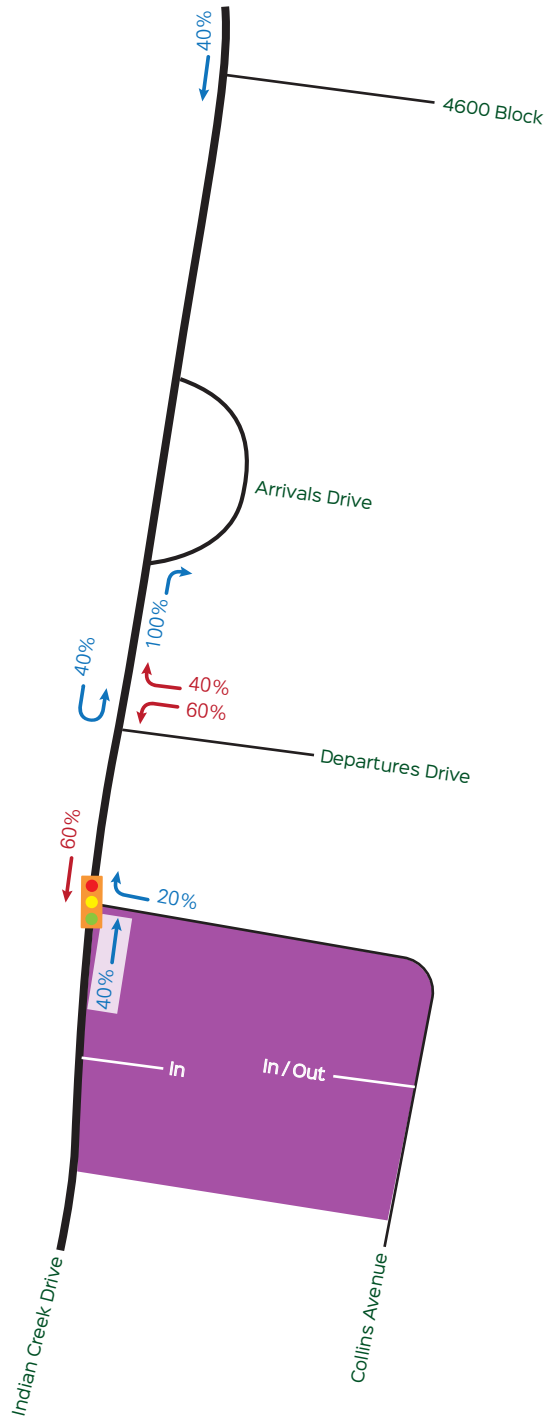 40%
4600 Block
Arrivals Drive
100%
40%
40%
60%
Departures Drive
60%
20%
40%
In
In / Out
Indian Creek Drive
Collins Avenue